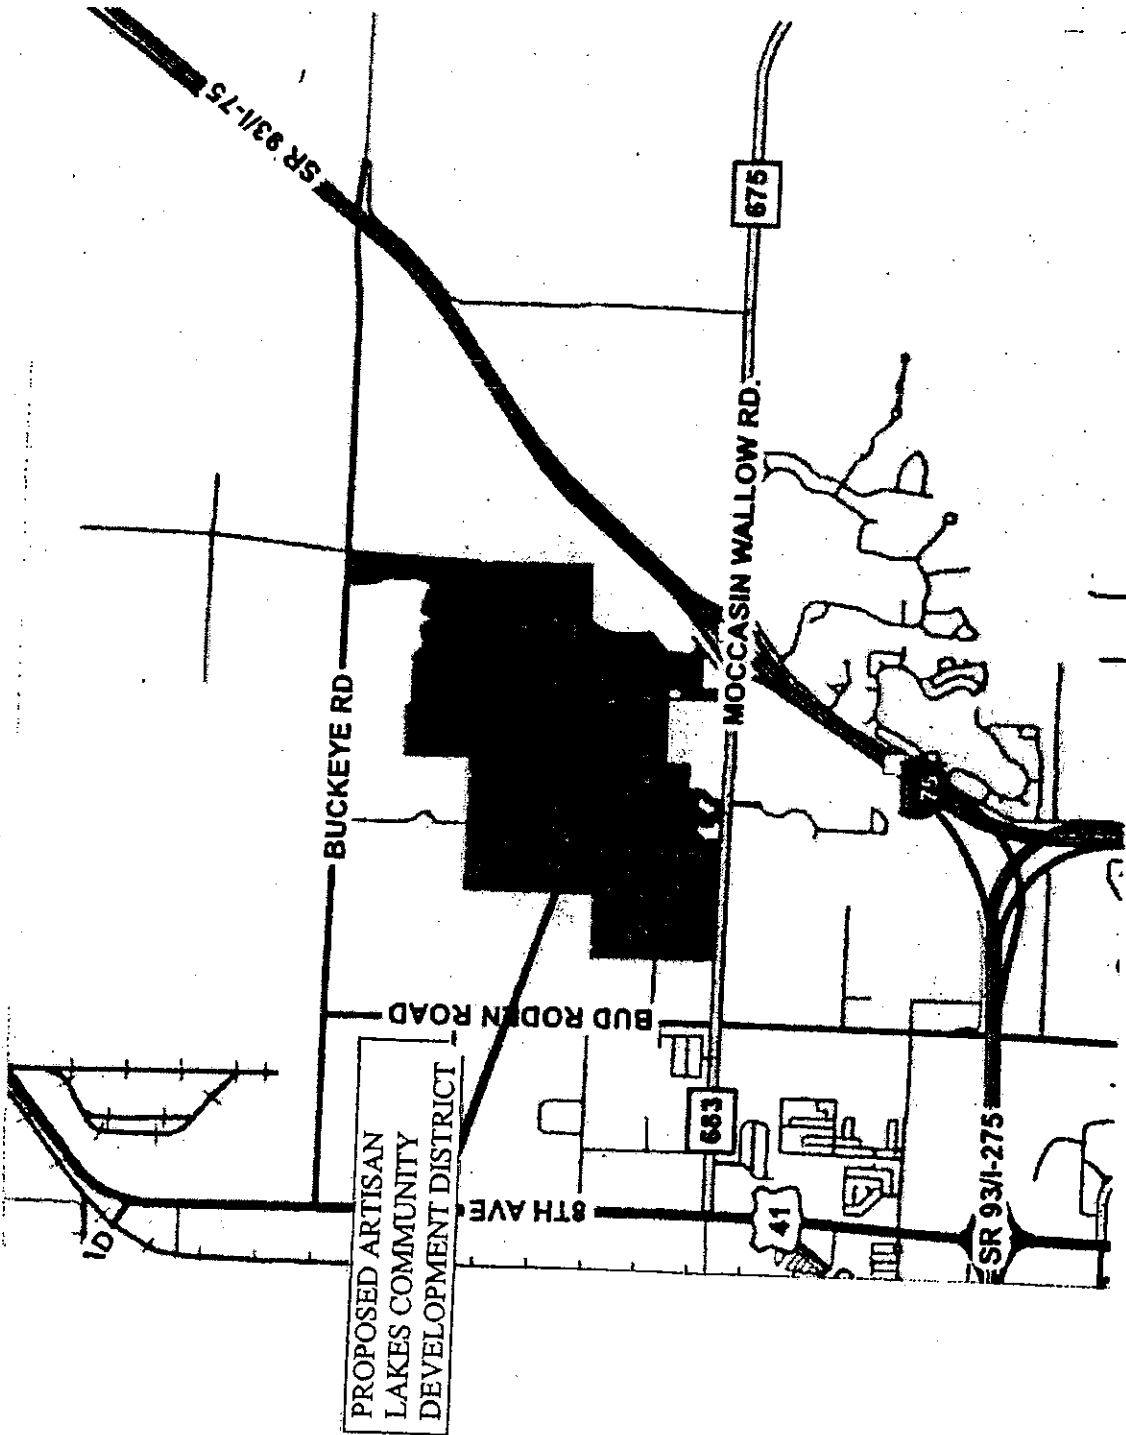 SR 93/I-75
BUCKEYE RD
675
MOCCASIN WALLOW RD.
75
BUD RODEN ROAD
PROPOSED ARTISAN
LAKES COMMUNITY
DEVELOPMENT DISTRICT
683
8TH AVE
41
SR 93/I-275